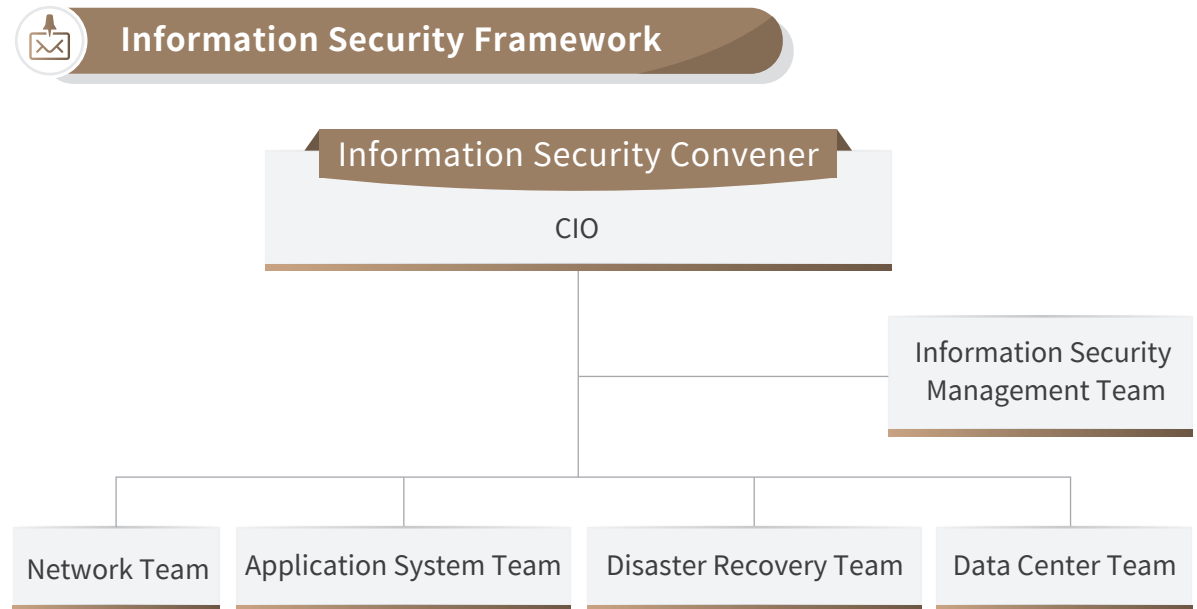 Information Security Framework
Information Security Convener
CIO
Information Security
Management Team
Network Team
Application System Team
Disaster Recovery Team
Data Center Team